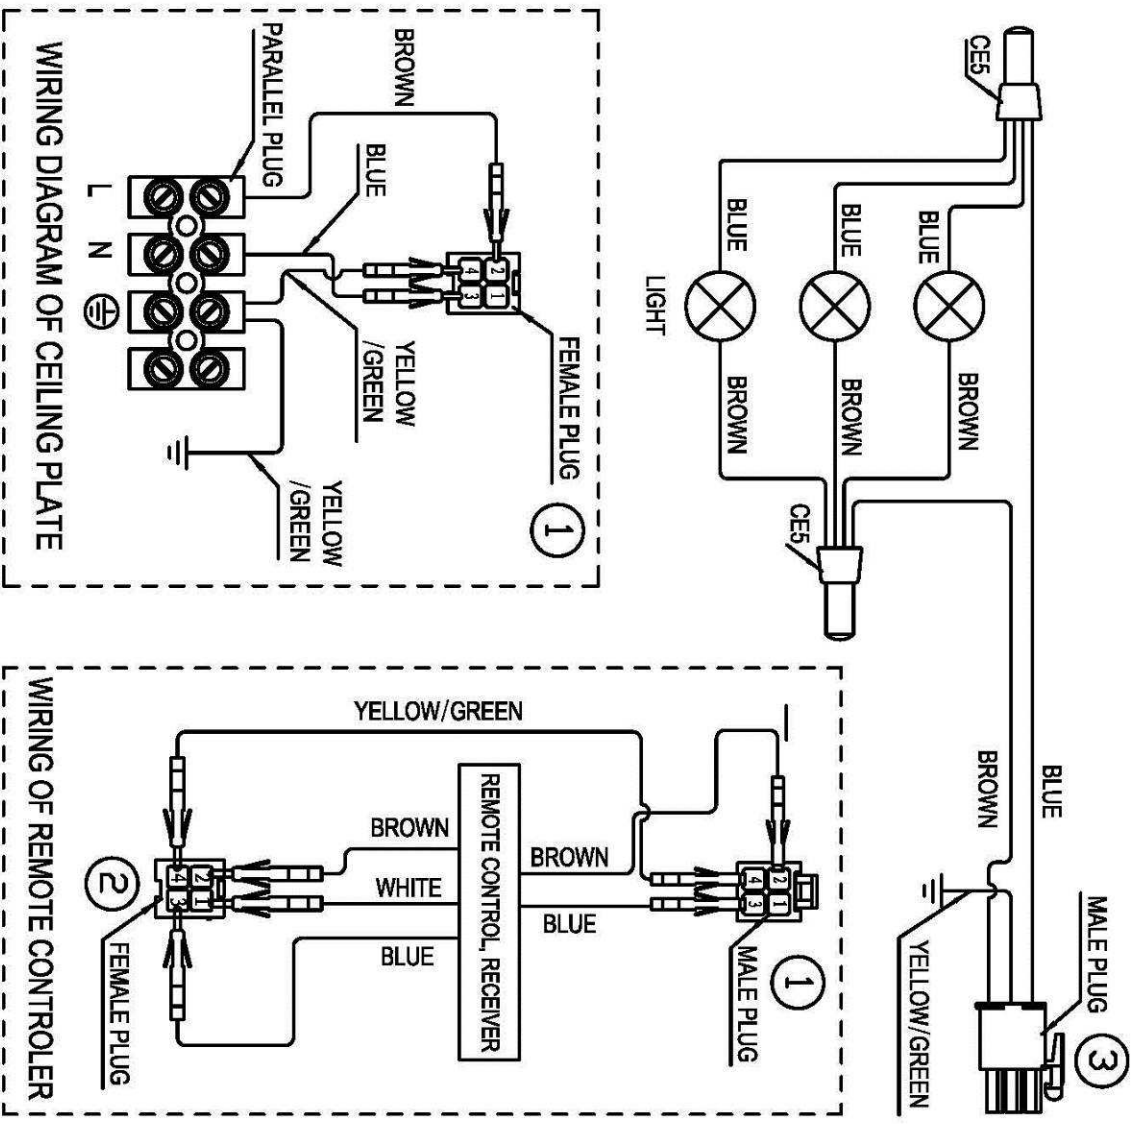 WIRING DIAGRAM OF CEILING PLATE
PARALLEL PLUG
BROWN
BLUE
L
N
YELLOW
/GREEN
YELLOW
/GREEN
4
2
3
1
FEMALE PLUG
1
CE5
BLUE
BLUE
BLUE
LIGHT
BROWN
BROWN
BROWN
CE5
BROWN
BLUE
YELLOW/GREEN
MALE PLUG
3
WIRING OF REMOTE CONTROLER
YELLOW/GREEN
BROWN
WHITE
BLUE
REMOTE CONTROL, RECEIVER
BROWN
BLUE
4
2
3
1
FEMALE PLUG
2
4
2
3
1
MALE PLUG
1